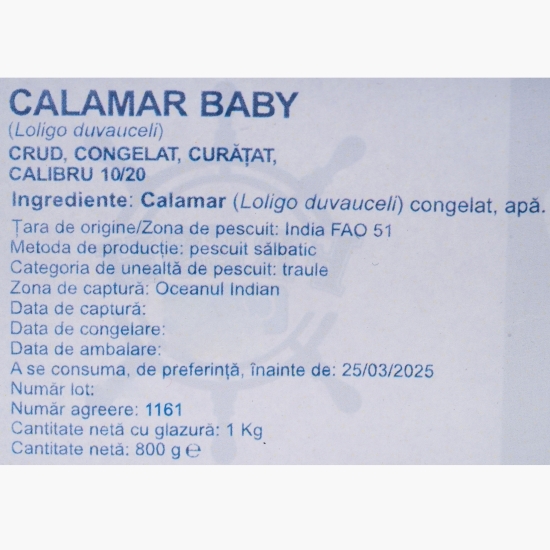 CALAMAR BABY
(Loligo duvauceli)
CRUD, CONGELAT, CURĂȚAT,
CALIBRU 10/20
Ingrediente: Calamar (Loligo duvauceli) congelat, apă.
Țara de origine/Zona de pescuit: India FAO 51
Metoda de producție: pescuit sălbatic
Categoria de unealtă de pescuit: traule
Zona de captură: Oceanul Indian
Data de captură:
Data de congelare:
Data de ambalare:
A se consuma, de preferință, înainte de: 25/03/2025
Număr lot:
Număr agreere: 1161
Cantitate netă cu glazură: 1 Kg
Cantitate netă: 800 g ℮